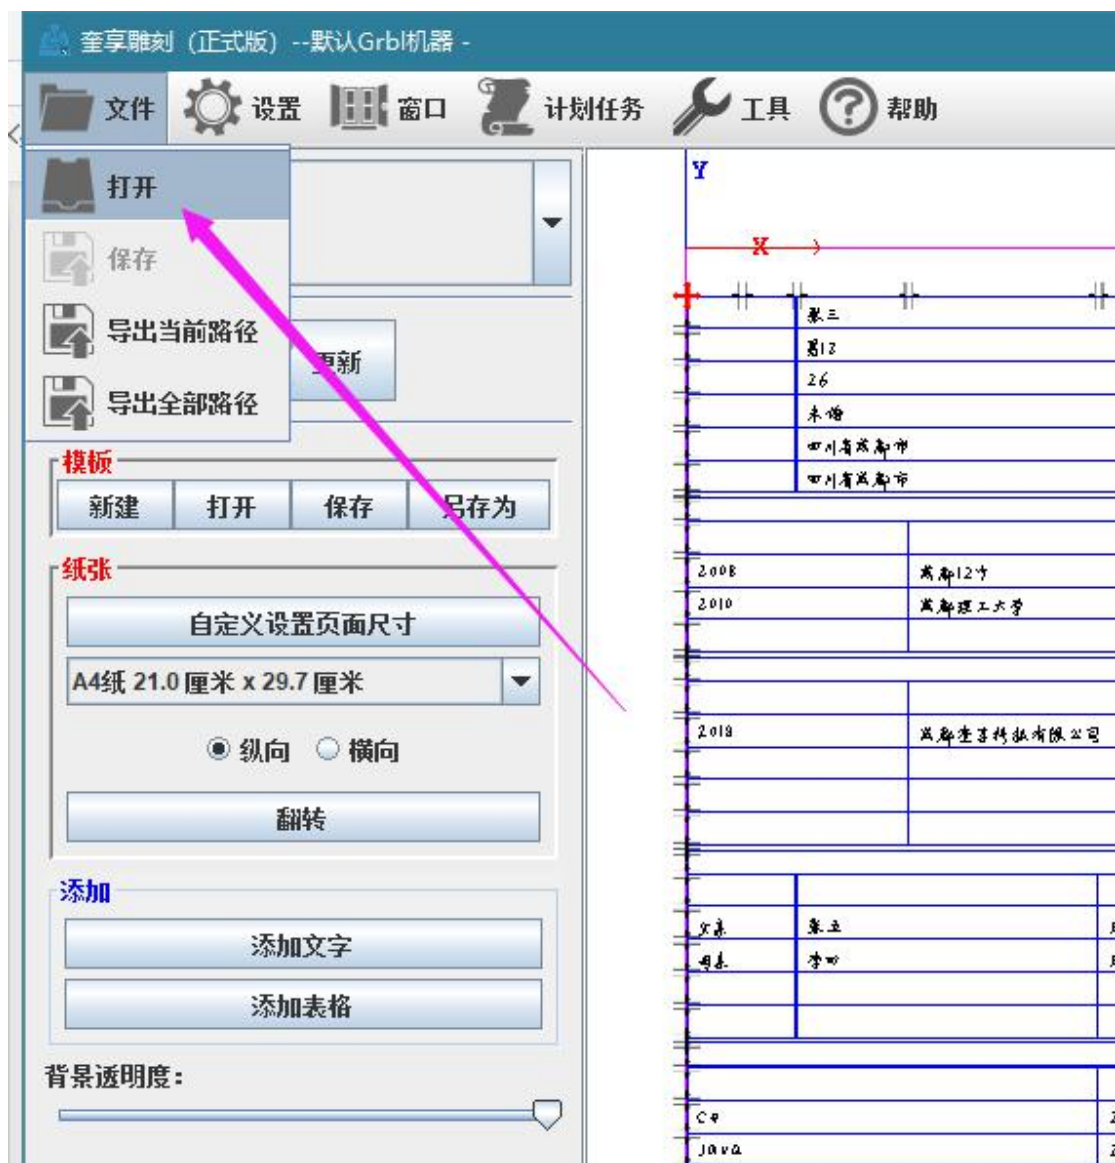 奎享雕刻（正式版）--默认Grbl机器 -
文件 设置 窗口 计划任务 工具 帮助
打开
保存
导出当前路径
更新
导出全部路径
模板
新建 打开 保存 另存为
纸张
自定义设置页面尺寸
A4纸 21.0 厘米 x 29.7 厘米
纵向 横向
翻转
添加
添加文字
添加表格
背景透明度：
Y
X
张三
男12
26
未婚
四川省成都市
四川省成都市
2008 成都12中
2010 成都理工大学
2018 成都奎享科技有限公司
父亲 张五
母亲 李四
C#
java